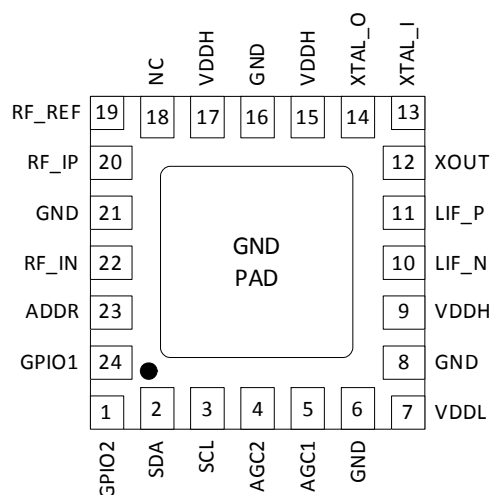 NC
VDDH
GND
VDDH
XTAL_O
XTAL_I
18
17
16
15
14
13
RF_REF 19
RF_IP 20
GND 21
RF_IN 22
ADDR 23
GPIO1 24
GND
PAD
12 XOUT
11 LIF_P
10 LIF_N
9 VDDH
8 GND
7 VDDL
1
2
3
4
5
6
GPIO2
SDA
SCL
AGC2
AGC1
GND